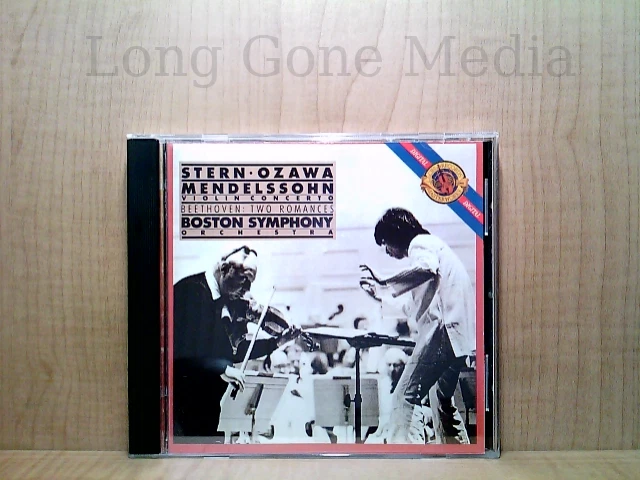 Long Gone Media
STERN·OZAWA
MENDELSSOHN
VIOLIN CONCERTO
BEETHOVEN: TWO ROMANCES
BOSTON SYMPHONY
ORCHESTRA
DIGITAL
DIGITAL